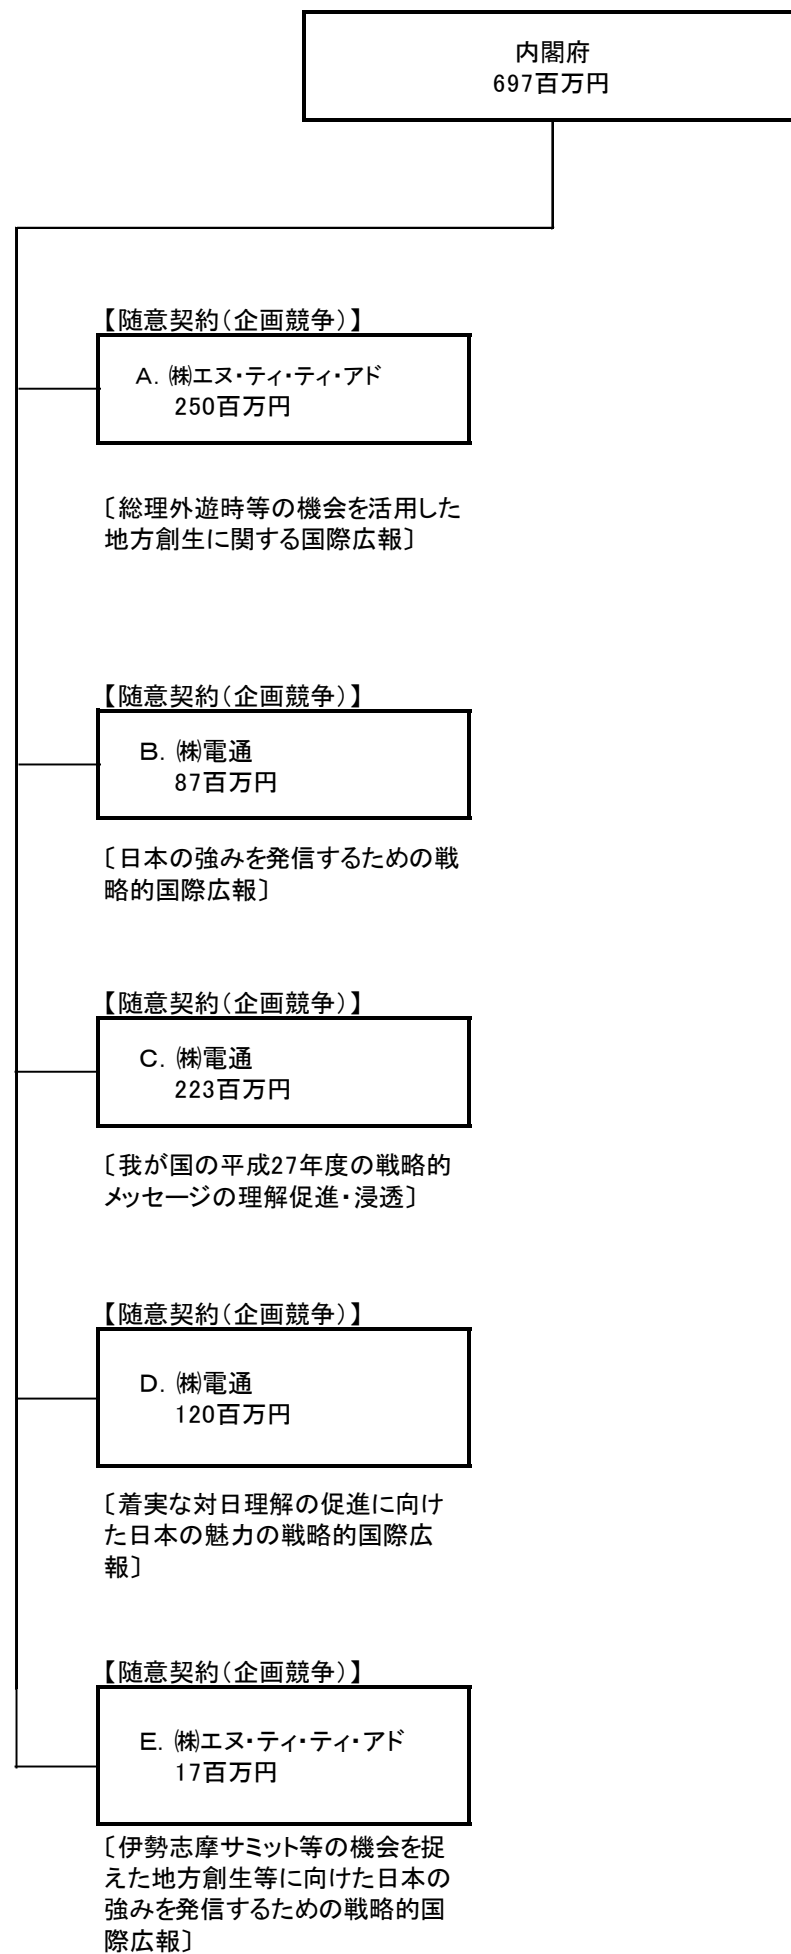 内閣府
697百万円
【随意契約（企画競争）】
A. ㈱エヌ・ティ・ティ・アド
250百万円
〔総理外遊時等の機会を活用した
地方創生に関する国際広報〕
【随意契約（企画競争）】
B. ㈱電通
87百万円
〔日本の強みを発信するための戦
略的国際広報〕
【随意契約（企画競争）】
C. ㈱電通
223百万円
〔我が国の平成27年度の戦略的
メッセージの理解促進・浸透〕
【随意契約（企画競争）】
D. ㈱電通
120百万円
〔着実な対日理解の促進に向け
た日本の魅力の戦略的国際広
報〕
【随意契約（企画競争）】
E. ㈱エヌ・ティ・ティ・アド
17百万円
〔伊勢志摩サミット等の機会を捉
えた地方創生等に向けた日本の
強みを発信するための戦略的国
際広報〕